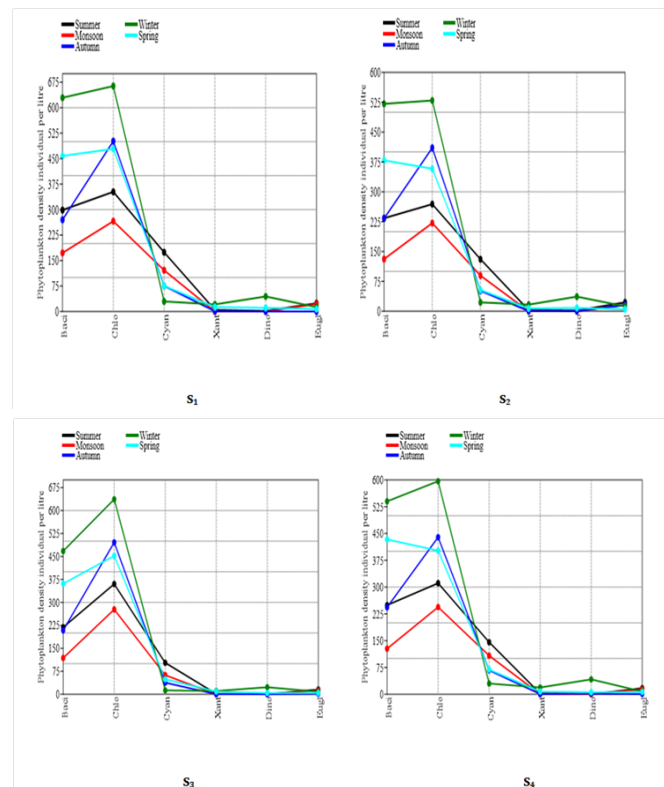 Summer Winter
Monsoon Spring
Autumn
Phytoplankton density individual per litre
675
600
525
450
375
300
225
150
75
0
Baci Chlo Cyan Xant Dino Eugl
S1
Summer Winter
Monsoon Spring
Autumn
Phytoplankton density individual per litre
600
525
450
375
300
225
150
75
0
Baci Chlo Cyan Xant Dino Eugl
S2
Summer Winter
Monsoon Spring
Autumn
Phytoplankton density individual per litre
675
600
525
450
375
300
225
150
75
0
Baci Chlo Cyan Xant Dino Eugl
S3
Summer Winter
Monsoon Spring
Autumn
Phytoplankton density individual per litre
600
525
450
375
300
225
150
75
0
Baci Chlo Cyan Xant Dino Eugl
S4